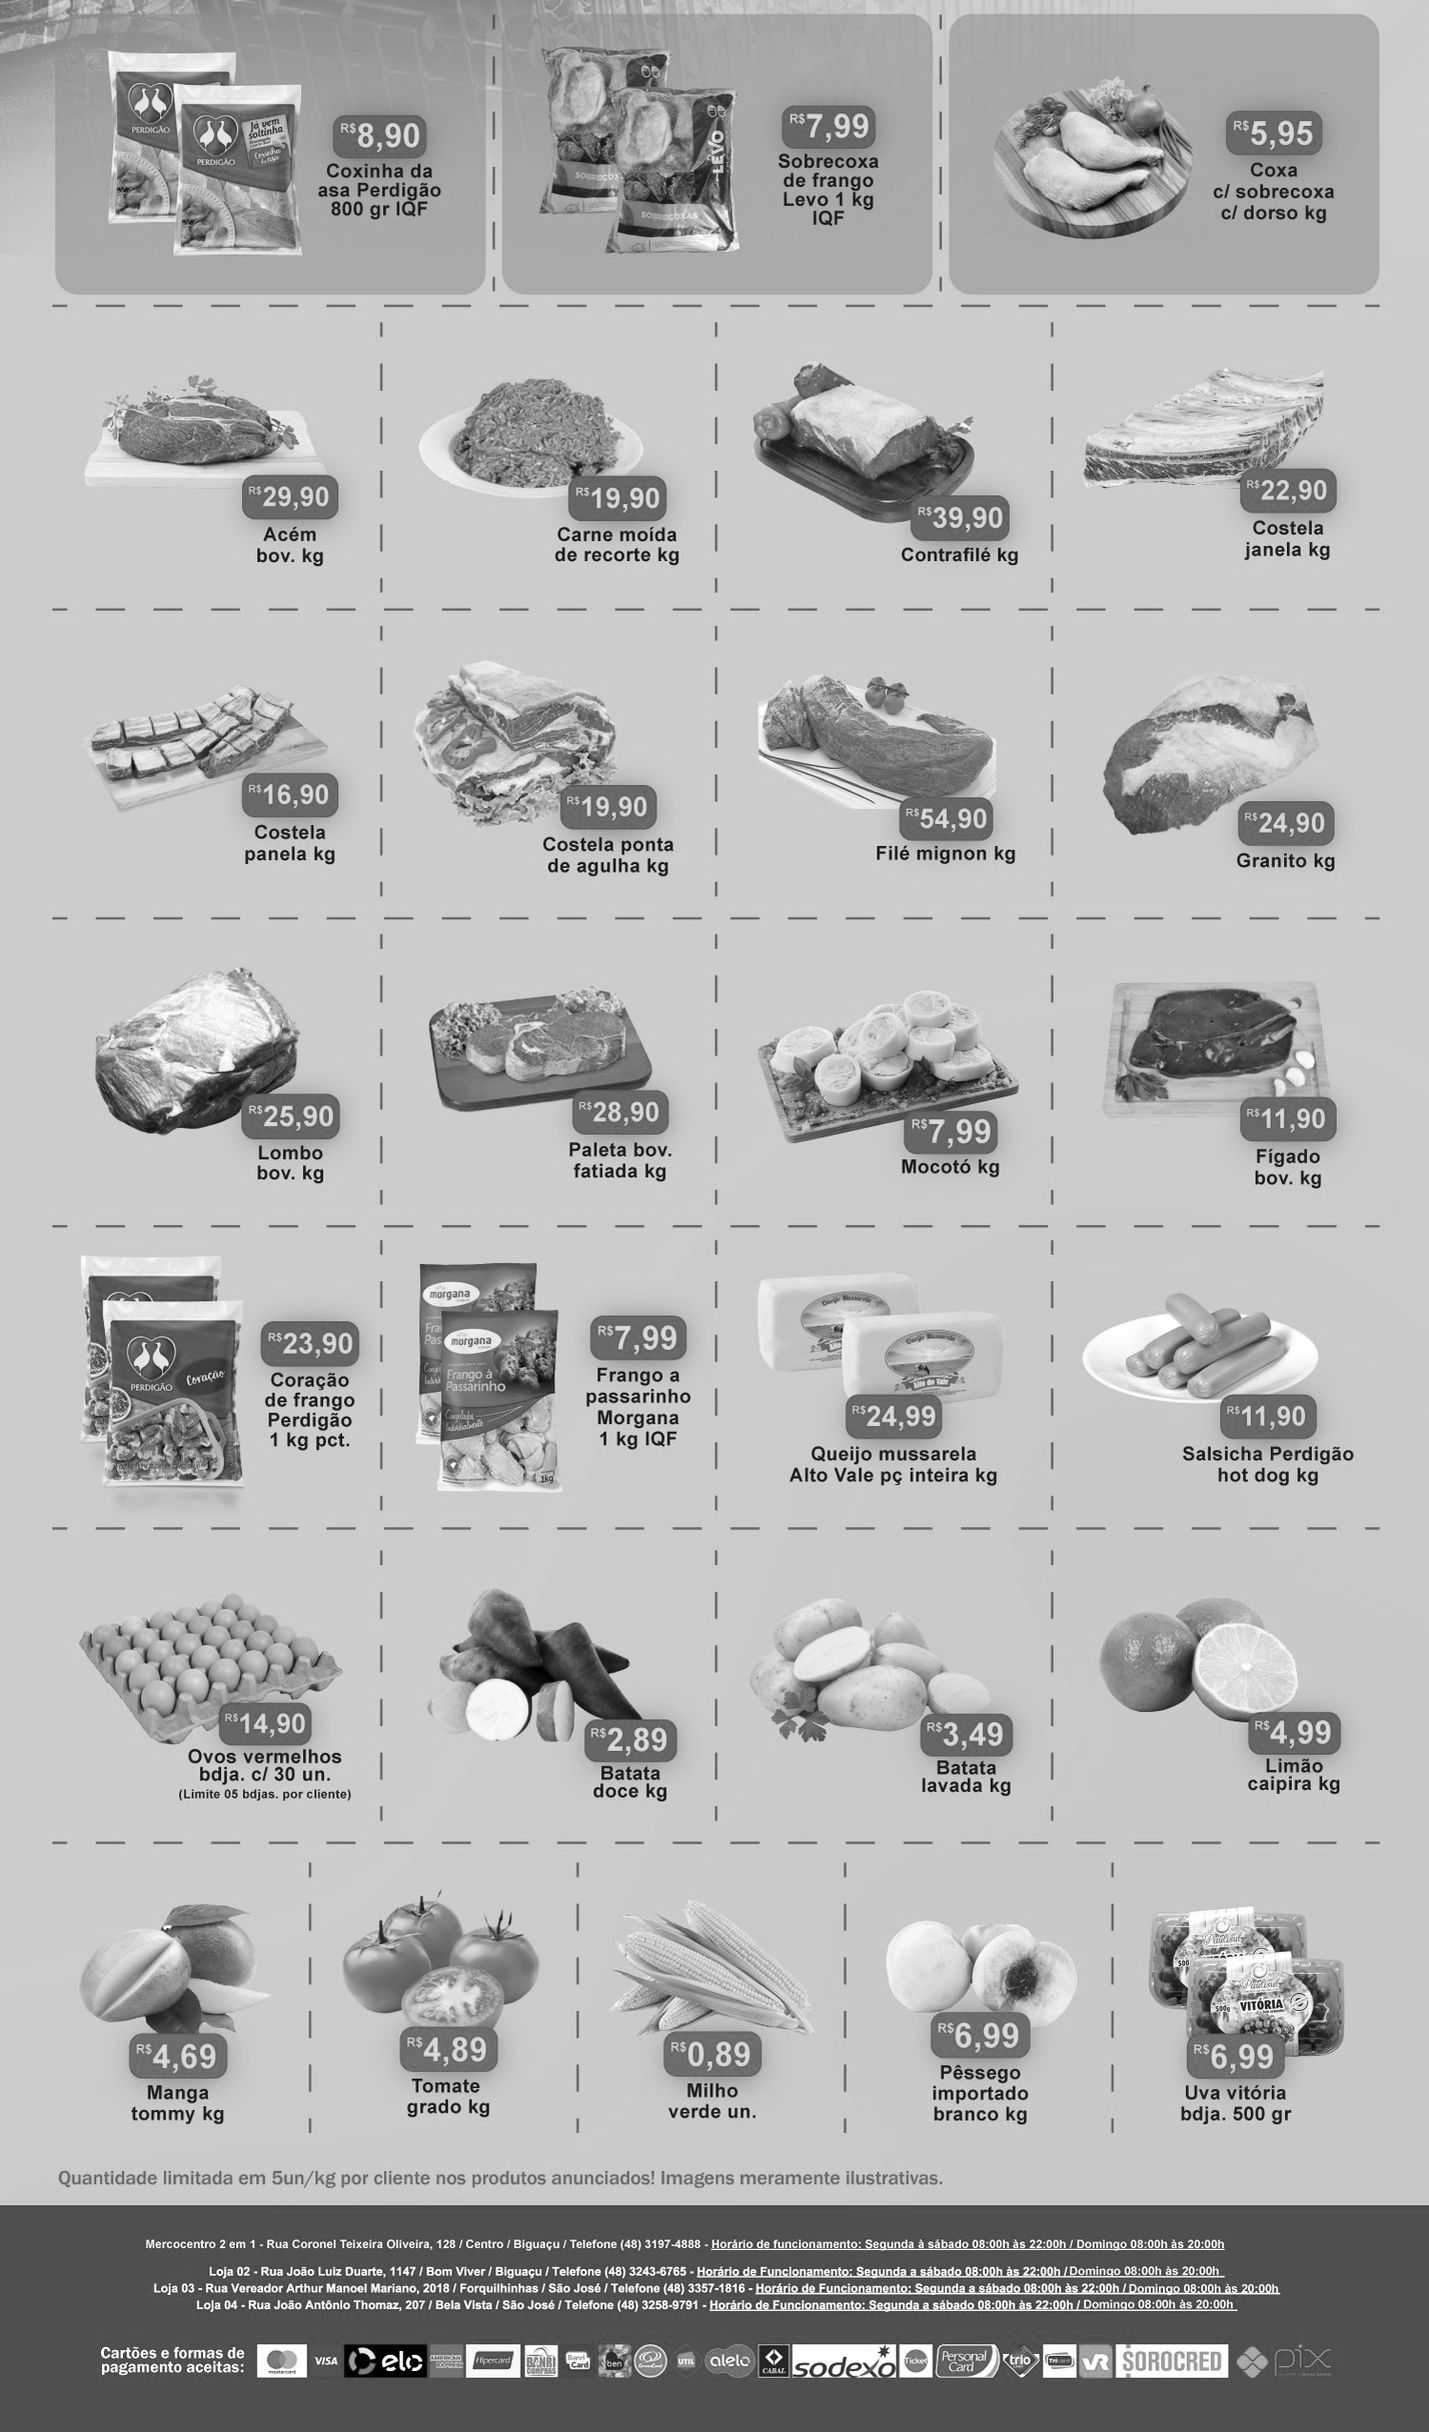 PERDIGÃO
PERDIGÃO
Já vem
soltinha
R$8,90
Coxinha da
asa Perdigão
800 gr IQF
SOBRECOXAS
LEVO
R$7,99
Sobrecoxa
de frango
Levo 1 kg
IQF
R$5,95
Coxa
c/ sobrecoxa
c/ dorso kg
R$29,90
Acém
bov. kg
R$19,90
Carne moída
de recorte kg
R$39,90
Contrafilé kg
R$22,90
Costela
janela kg
R$16,90
Costela
panela kg
R$19,90
Costela ponta
de agulha kg
R$54,90
Filé mignon kg
R$24,90
Granito kg
R$25,90
Lombo
bov. kg
R$28,90
Paleta bov.
fatiada kg
R$7,99
Mocotó kg
R$11,90
Fígado
bov. kg
PERDIGÃO
Coração
R$23,90
Coração
de frango
Perdigão
1 kg pct.
morgana
morgana
Frango à
Passarinho
Congelados
Individualmente
1kg
R$7,99
Frango a
passarinho
Morgana
1 kg IQF
Queijo Mussarela
Queijo Mussarela
Alto do Vale
R$24,99
Queijo mussarela
Alto Vale pç inteira kg
R$11,90
Salsicha Perdigão
hot dog kg
R$14,90
Ovos vermelhos
bdja. c/ 30 un.
(Limite 05 bdjas. por cliente)
R$2,89
Batata
doce kg
R$3,49
Batata
lavada kg
R$4,99
Limão
caipira kg
R$4,69
Manga
tommy kg
R$4,89
Tomate
grado kg
R$0,89
Milho
verde un.
R$6,99
Pêssego
importado
branco kg
500g
VITÓRIA
R$6,99
Uva vitória
bdja. 500 gr
Quantidade limitada em 5un/kg por cliente nos produtos anunciados! Imagens meramente ilustrativas.
Mercocentro 2 em 1 - Rua Coronel Teixeira Oliveira, 128 / Centro / Biguaçu / Telefone (48) 3197-4888 - Horário de funcionamento: Segunda à sábado 08:00h às 22:00h / Domingo 08:00h às 20:00h
Loja 02 - Rua João Luiz Duarte, 1147 / Bom Viver / Biguaçu / Telefone (48) 3243-6765 - Horário de Funcionamento: Segunda a sábado 08:00h às 22:00h / Domingo 08:00h às 20:00h
Loja 03 - Rua Vereador Arthur Manoel Mariano, 2018 / Forquilhinhas / São José / Telefone (48) 3357-1816 - Horário de Funcionamento: Segunda a sábado 08:00h às 22:00h / Domingo 08:00h às 20:00h
Loja 04 - Rua João Antônio Thomaz, 207 / Bela Vista / São José / Telefone (48) 3258-9791 - Horário de Funcionamento: Segunda a sábado 08:00h às 22:00h / Domingo 08:00h às 20:00h
Cartões e formas de
pagamento aceitas:
mastercard VISA elo AMERICAN EXPRESS Hipercard BANRI COMPRAS Banri Card ben GreenCard UTIL alelo CABAL sodexo Ticket Personal Card trio Tricard VR SOROCRED pix